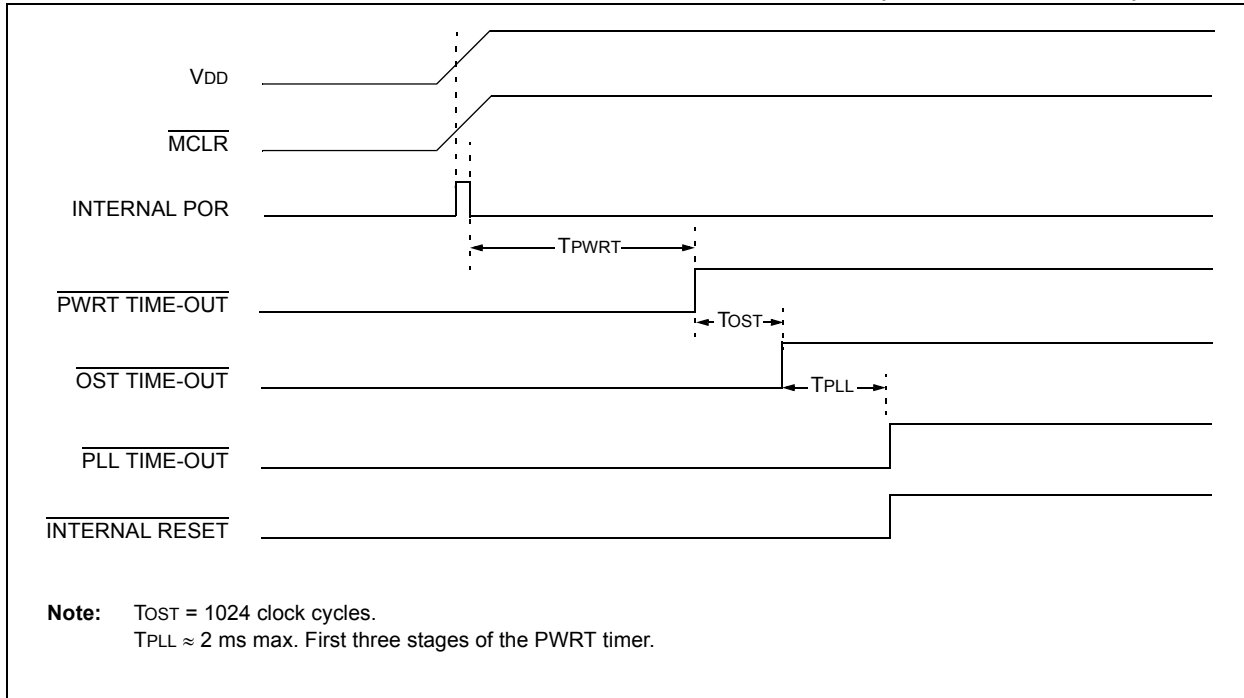 VDD
MCLR
INTERNAL POR
TPWRT
PWRT TIME-OUT
TOST
OST TIME-OUT
TPLL
PLL TIME-OUT
INTERNAL RESET
Note: TOST = 1024 clock cycles.
TPLL ≈ 2 ms max. First three stages of the PWRT timer.